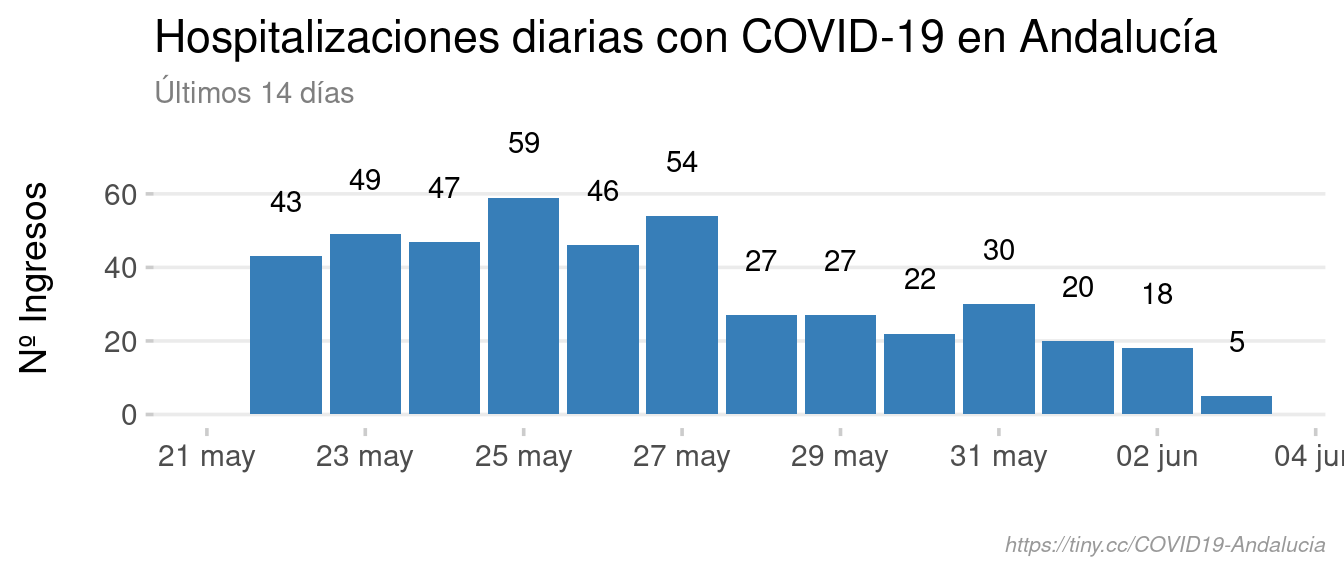 Hospitalizaciones diarias con COVID-19 en Andalucía
Últimos 14 días
Nº Ingresos
60
40
20
0
43
49
47
59
46
54
27
27
22
30
20
18
5
21 may
23 may
25 may
27 may
29 may
31 may
02 jun
04 ju
https://tiny.cc/COVID19-Andalucia